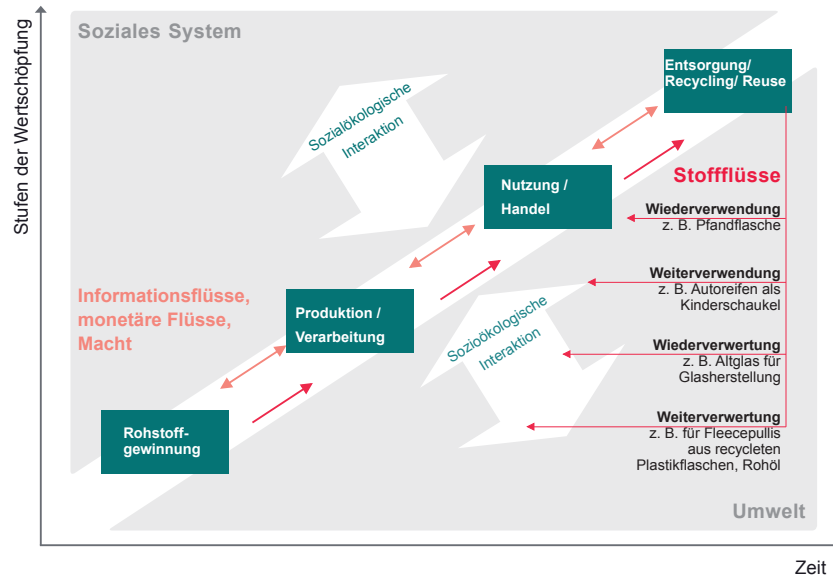 Stufen der Wertschöpfung
Soziales System
Entsorgung/
Recycling/ Reuse
Sozialökologische
Interaktion
Nutzung /
Handel
Stoffflüsse
Wiederverwendung
z. B. Pfandflasche
Weiterverwendung
z. B. Autoreifen als
Kinderschaukel
Informationsflüsse,
monetäre Flüsse,
Macht
Produktion /
Verarbeitung
Sozioökologische
Interaktion
Wiederverwertung
z. B. Altglas für
Glasherstellung
Rohstoff-
gewinnung
Weiterverwertung
z. B. für Fleecepullis
aus recycleten
Plastikflaschen, Rohöl
Umwelt
Zeit